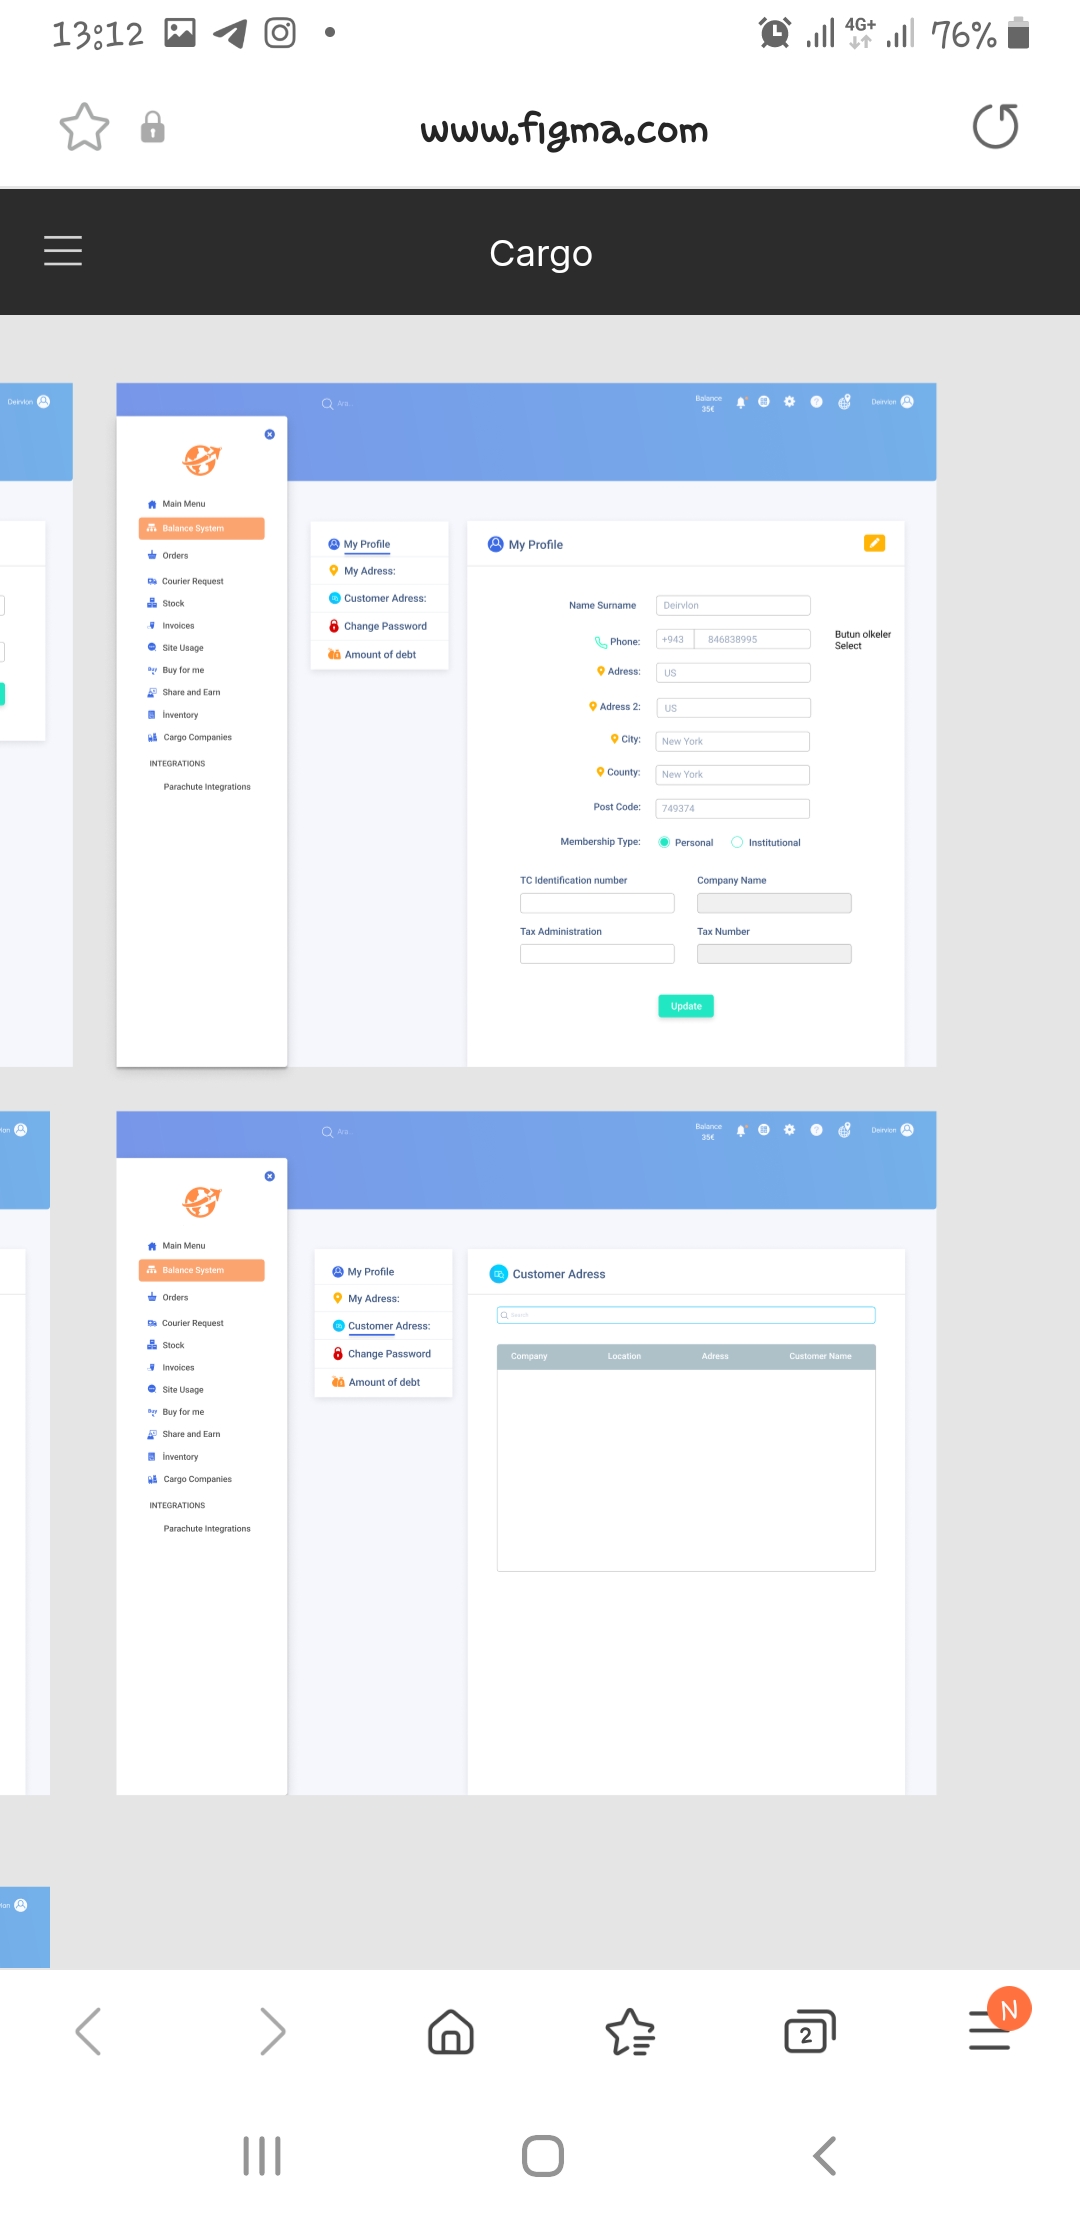 13:12
4G+
76%
www.figma.com
Cargo
Deirvlon
Ara..
Balance
35€
Deirvlon
Main Menu
Balance System
Orders
Courier Request
Stock
Invoices
Site Usage
Buy for me
Share and Earn
İnventory
Cargo Companies
INTEGRATIONS
Parachute Integrations
My Profile
My Adress:
Customer Adress:
Change Password
Amount of debt
My Profile
Name Surname
Deirvlon
Phone:
+943
846838995
Butun olkeler
Select
Adress:
US
Adress 2:
US
City:
New York
County:
New York
Post Code:
749374
Membership Type:
Personal
Institutional
TC Identification number
Company Name
Tax Administration
Tax Number
Update
Ara..
Balance
35€
Deirvlon
Main Menu
Balance System
Orders
Courier Request
Stock
Invoices
Site Usage
Buy for me
Share and Earn
İnventory
Cargo Companies
INTEGRATIONS
Parachute Integrations
My Profile
My Adress:
Customer Adress:
Change Password
Amount of debt
Customer Adress
Search
Company
Location
Adress
Customer Name
2
N